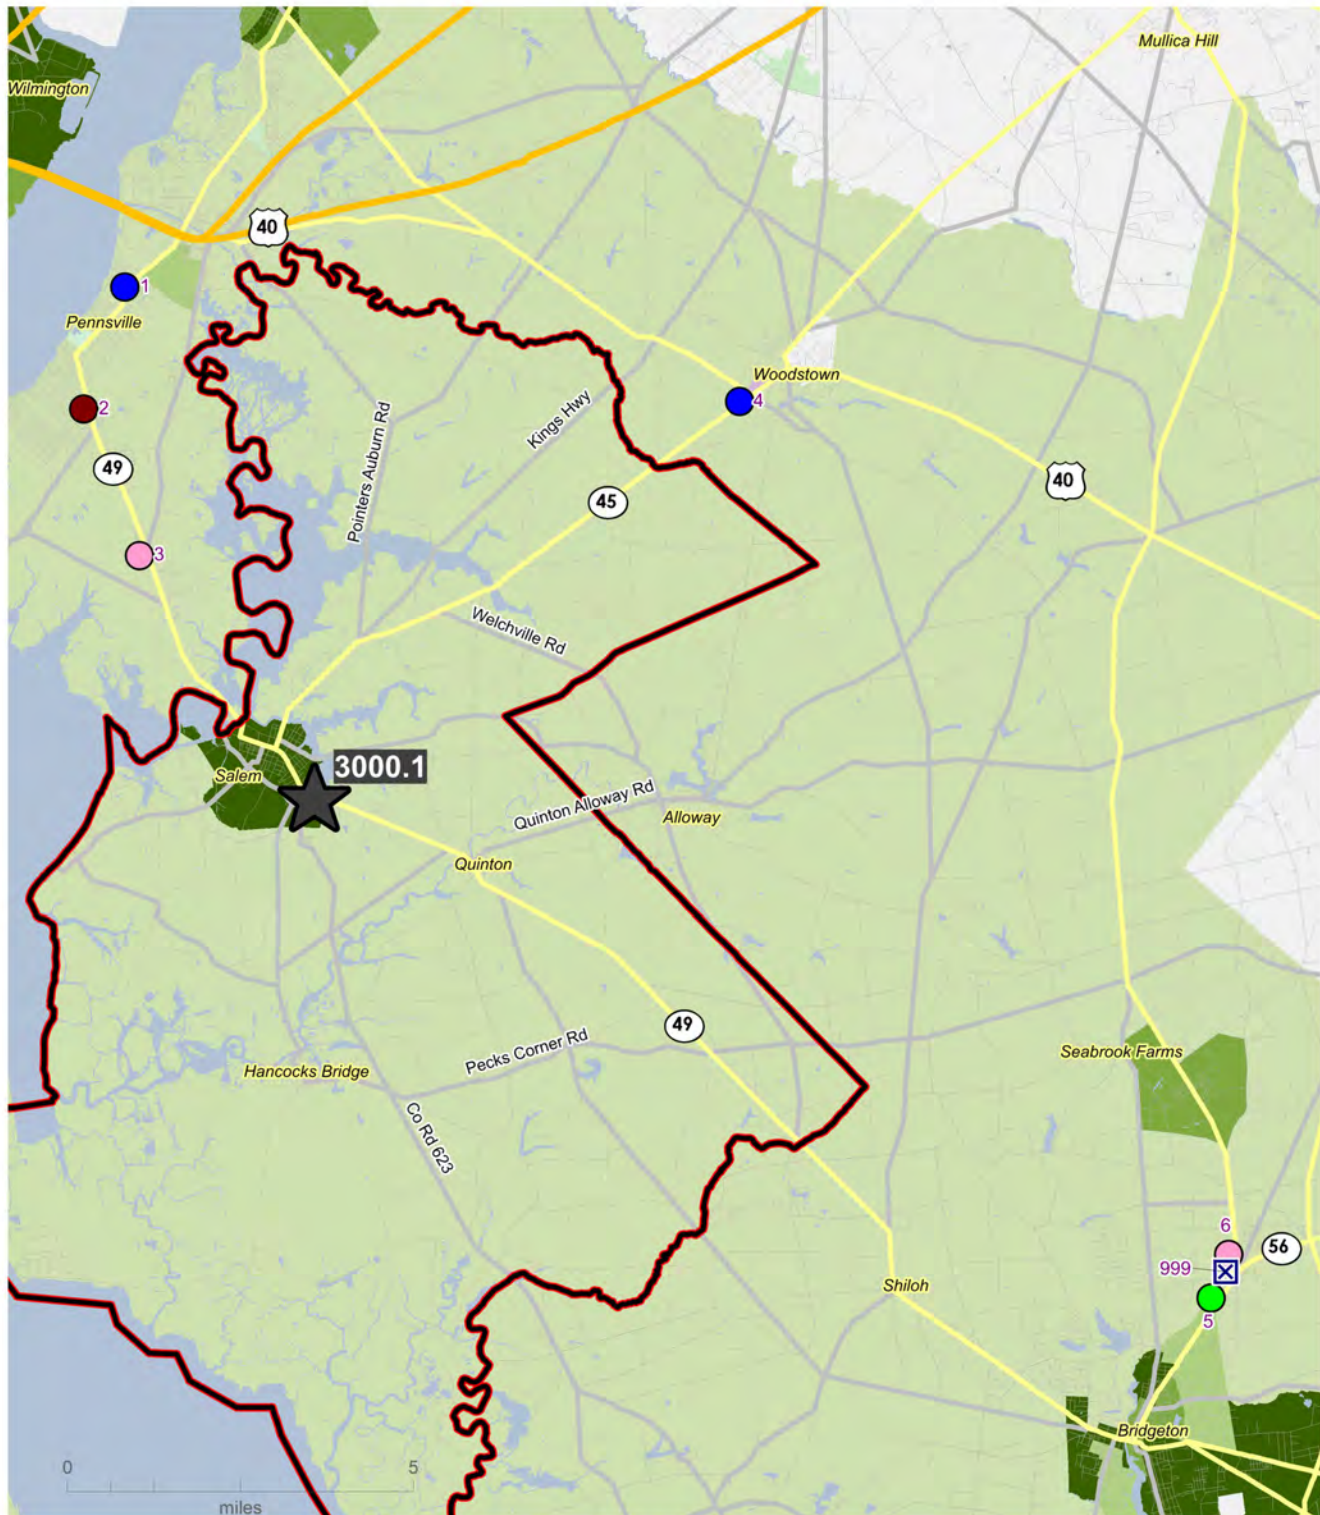 Mullica Hill
Wilmington
40
1
Pennsville
Woodstown
4
2
Kings Hwy
Pointers Auburn Rd
49
40
45
3
Welchville Rd
3000.1
Salem
Quinton Alloway Rd
Alloway
Quinton
49
Pecks Corner Rd
Seabrook Farms
Hancocks Bridge
Co Rd 623
6
56
999
Shiloh
5
Bridgeton
0 5
miles